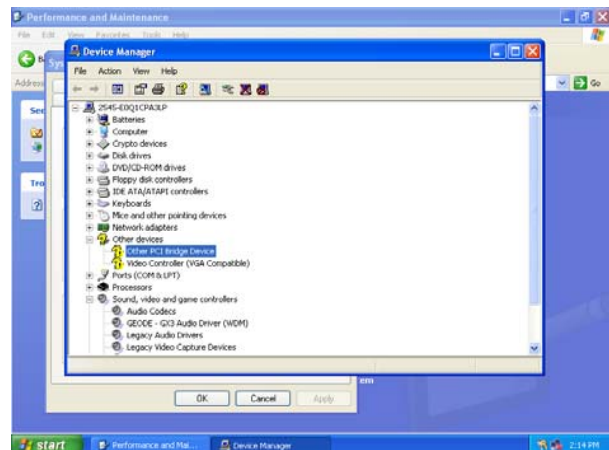 Performance and Maintenance
File Edit View Favorites Tools Help
Address
Go
Device Manager
File Action View Help
2545-E0Q1CPA3LP
Batteries
Computer
Crypto devices
Disk drives
DVD/CD-ROM drives
Floppy disk controllers
IDE ATA/ATAPI controllers
Keyboards
Mice and other pointing devices
Network adapters
Other devices
Other PCI Bridge Device
Video Controller (VGA Compatible)
Ports (COM & LPT)
Processors
Sound, video and game controllers
Audio Codecs
GEODE - GX3 Audio Driver (WDM)
Legacy Audio Drivers
Legacy Video Capture Devices
OK Cancel Apply
start
Performance and Mai...
Device Manager
2:14 PM